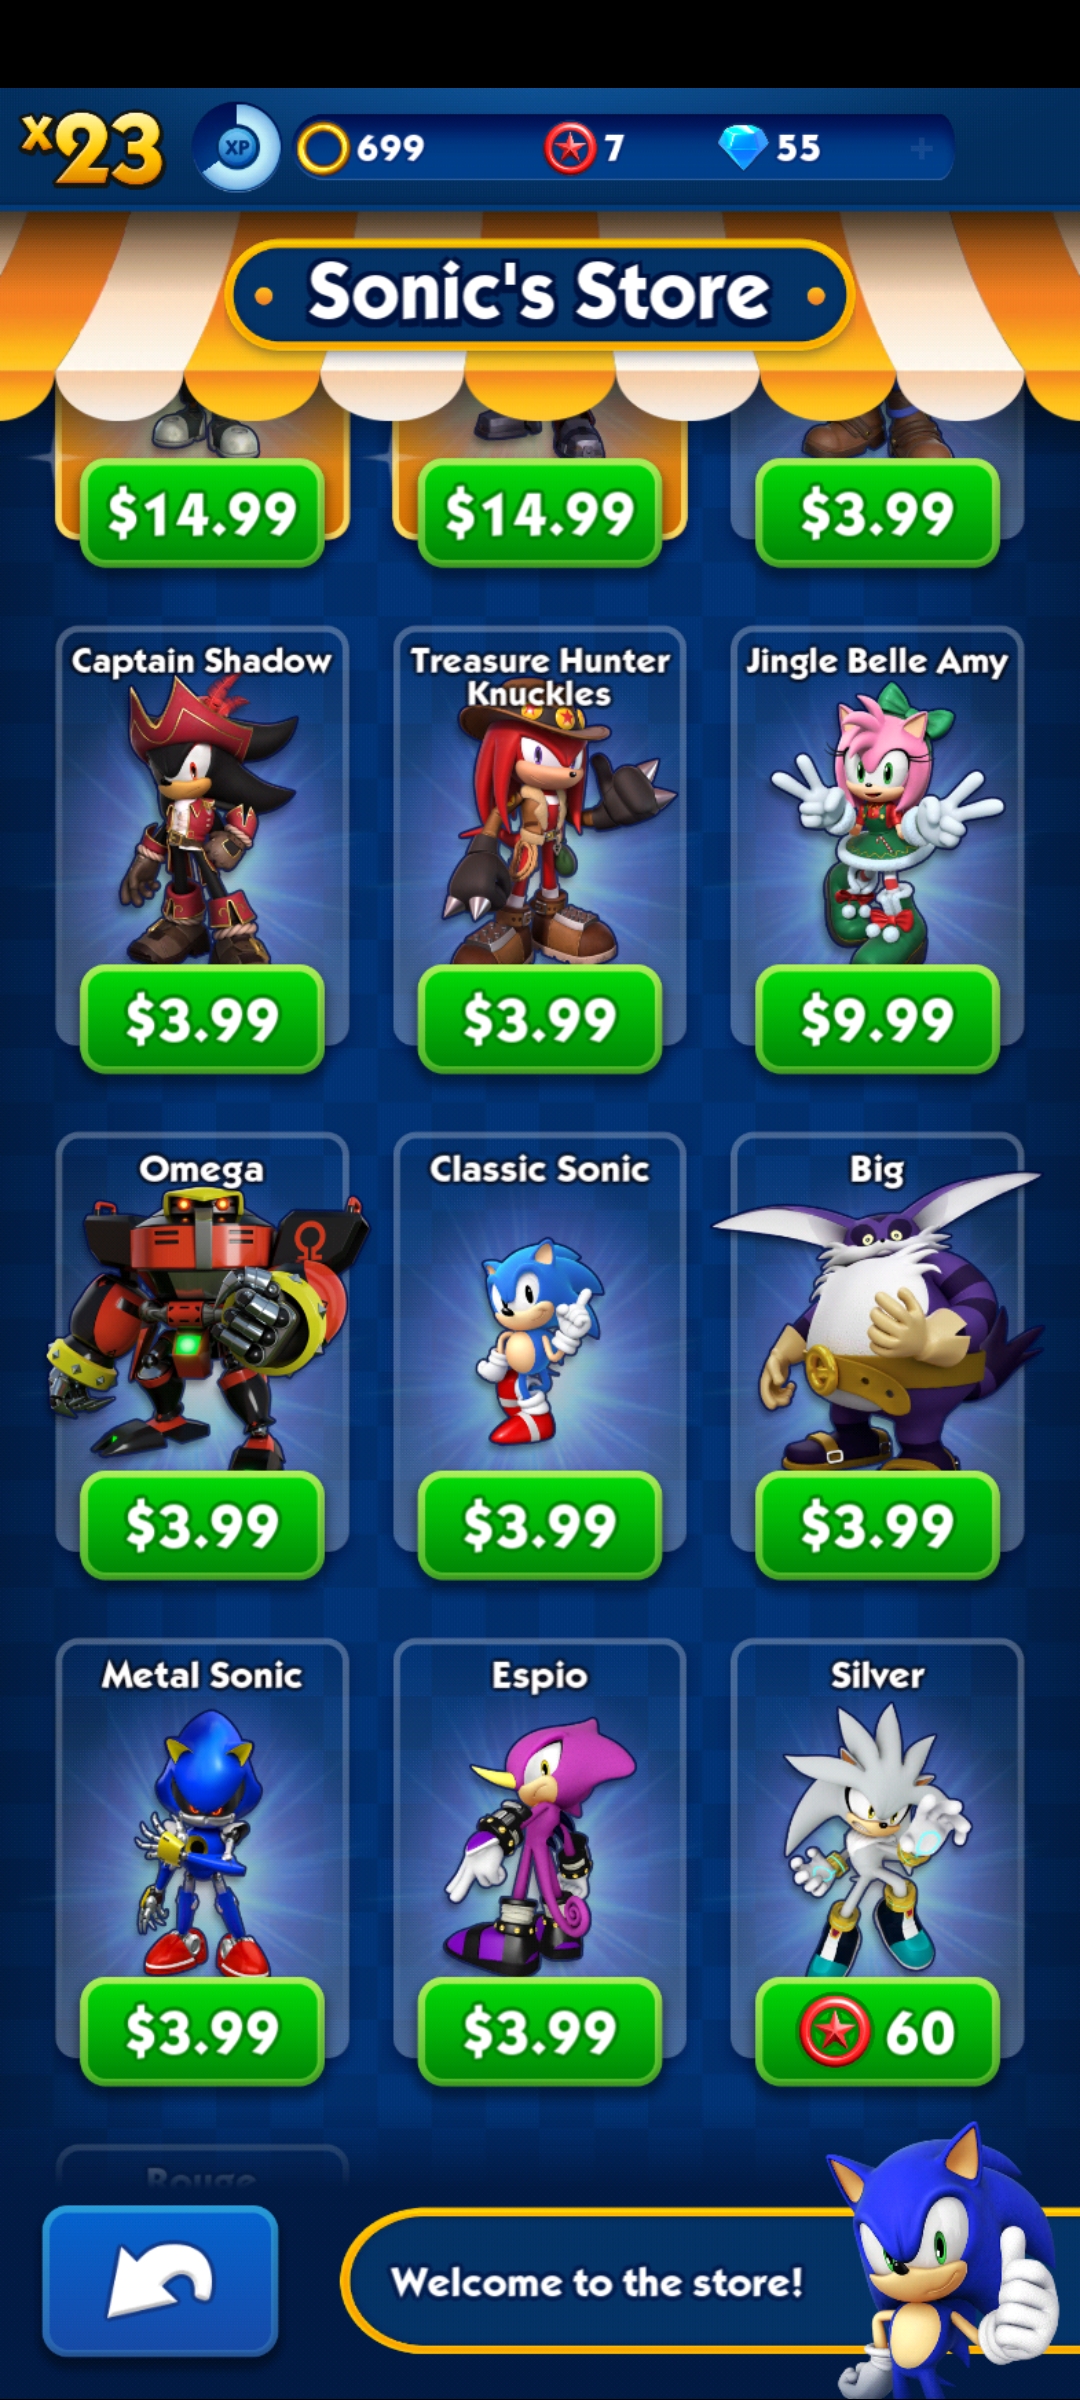 x23 XP 699 7 55 +
Sonic's Store
$14.99 $14.99 $3.99
Captain Shadow
Treasure Hunter
Knuckles
Jingle Belle Amy
$3.99 $3.99 $9.99
Omega Classic Sonic Big
Ω
$3.99 $3.99 $3.99
Metal Sonic Espio Silver
$3.99 $3.99 60
Rouge
Welcome to the store!